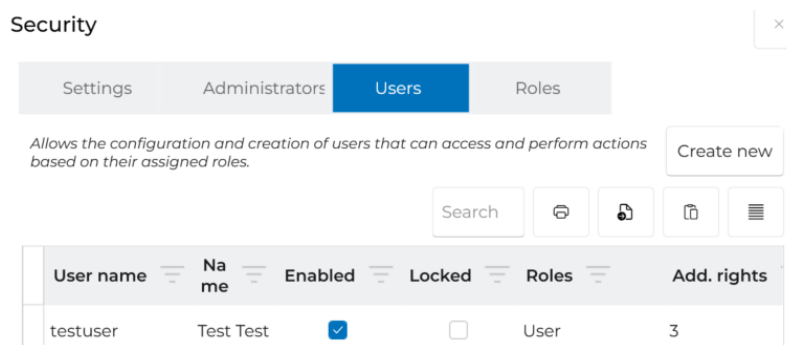 Security
Settings Administrators Users Roles
Allows the configuration and creation of users that can access and perform actions
based on their assigned roles.
Create new
Search
User name Na
me Enabled Locked Roles Add. rights
testuser Test Test User 3